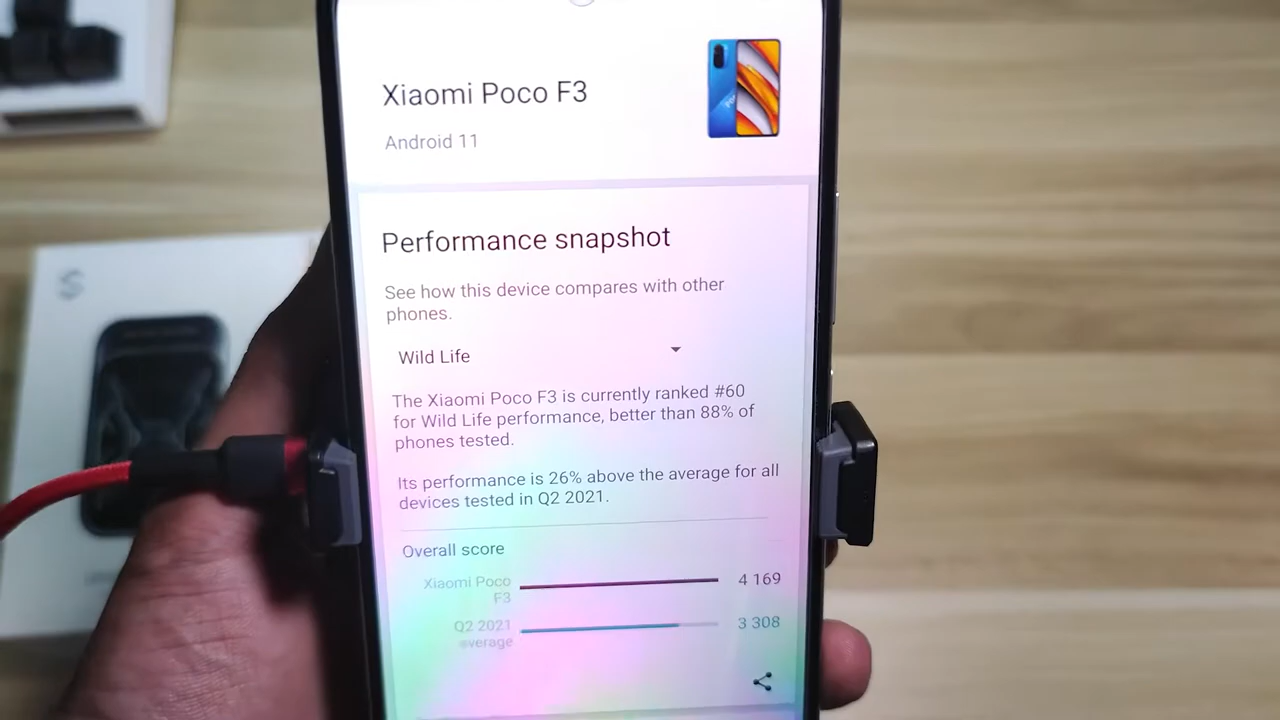 Xiaomi Poco F3
Android 11
Performance snapshot
See how this device compares with other
phones.
Wild Life
The Xiaomi Poco F3 is currently ranked #60
for Wild Life performance, better than 88% of
phones tested.
Its performance is 26% above the average for all
devices tested in Q2 2021.
Overall score
Xiaomi Poco
F3
4 169
Q2 2021
average
3 308